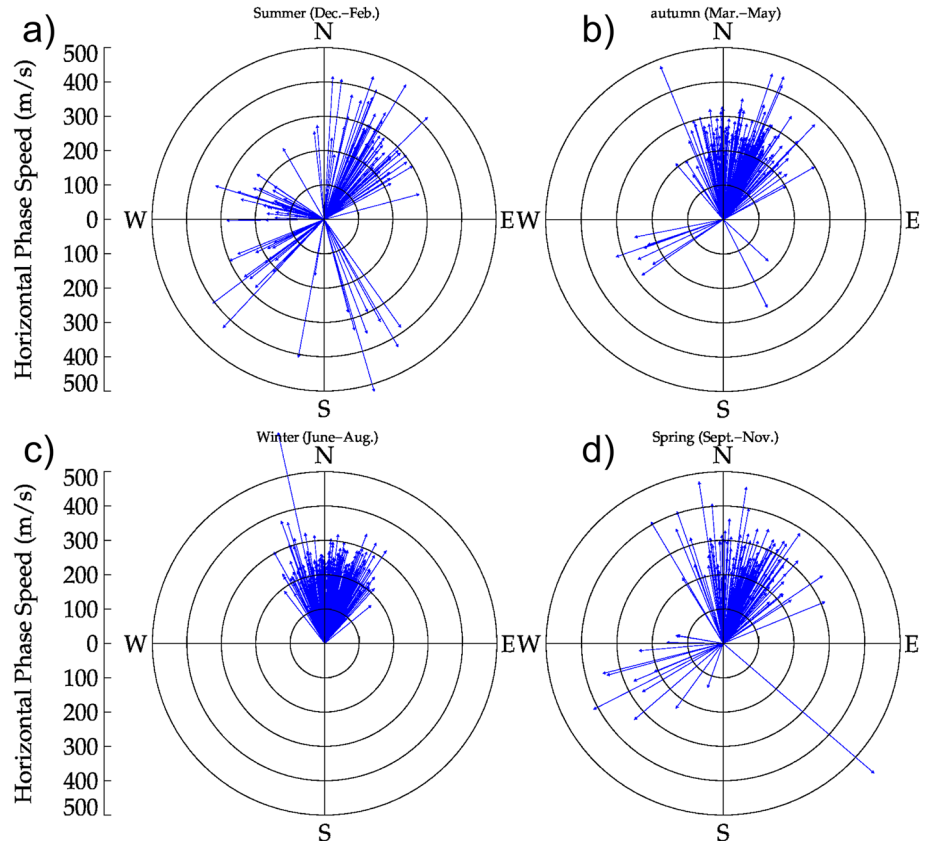 a)
Summer (Dec.–Feb.)
N
500
400
300
200
100
0
100
200
300
400
500
Horizontal Phase Speed (m/s)
W
E
S
b)
autumn (Mar.–May)
N
W
E
S
c)
Winter (June–Aug.)
N
500
400
300
200
100
0
100
200
300
400
500
Horizontal Phase Speed (m/s)
W
E
S
d)
Spring (Sept.–Nov.)
N
W
E
S